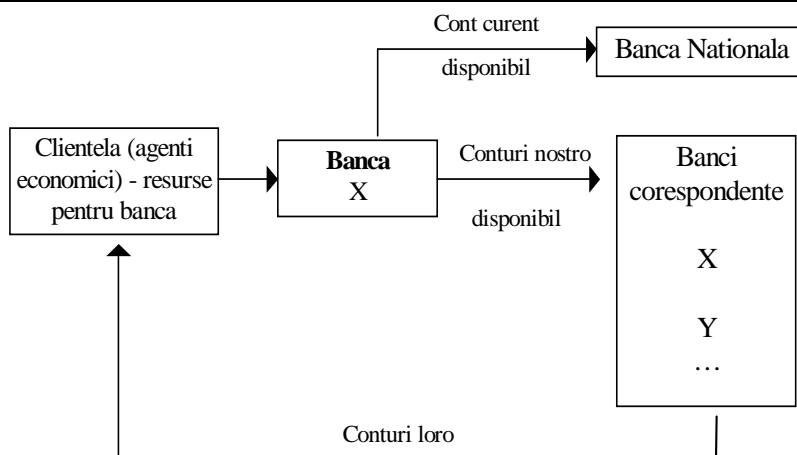 Cont curent
disponibil
Banca Nationala
Clientela (agenti
economici) - resurse
pentru banca
Banca
X
Conturi nostro
disponibil
Banci
corespondente
X
Y
…
Conturi loro